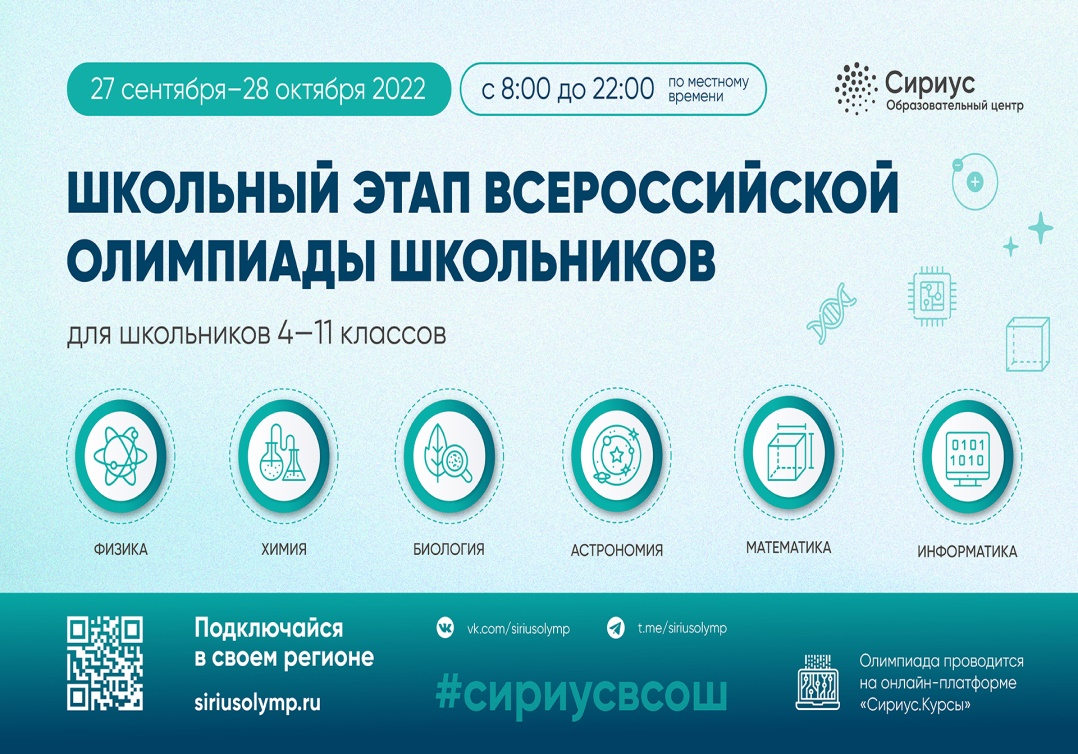 27 сентября–28 октября 2022
с 8:00 до 22:00
по местному
времени
Сириус
Образовательный центр
ШКОЛЬНЫЙ ЭТАП ВСЕРОССИЙСКОЙ
ОЛИМПИАДЫ ШКОЛЬНИКОВ
для школьников 4–11 классов
0101
1010
ФИЗИКА
ХИМИЯ
БИОЛОГИЯ
АСТРОНОМИЯ
МАТЕМАТИКА
ИНФОРМАТИКА
Подключайся
в своем регионе
siriusolymp.ru
vk.com/siriusolymp
t.me/siriusolymp
#сириусвсош
Олимпиада проводится
на онлайн-платформе
«Сириус.Курсы»